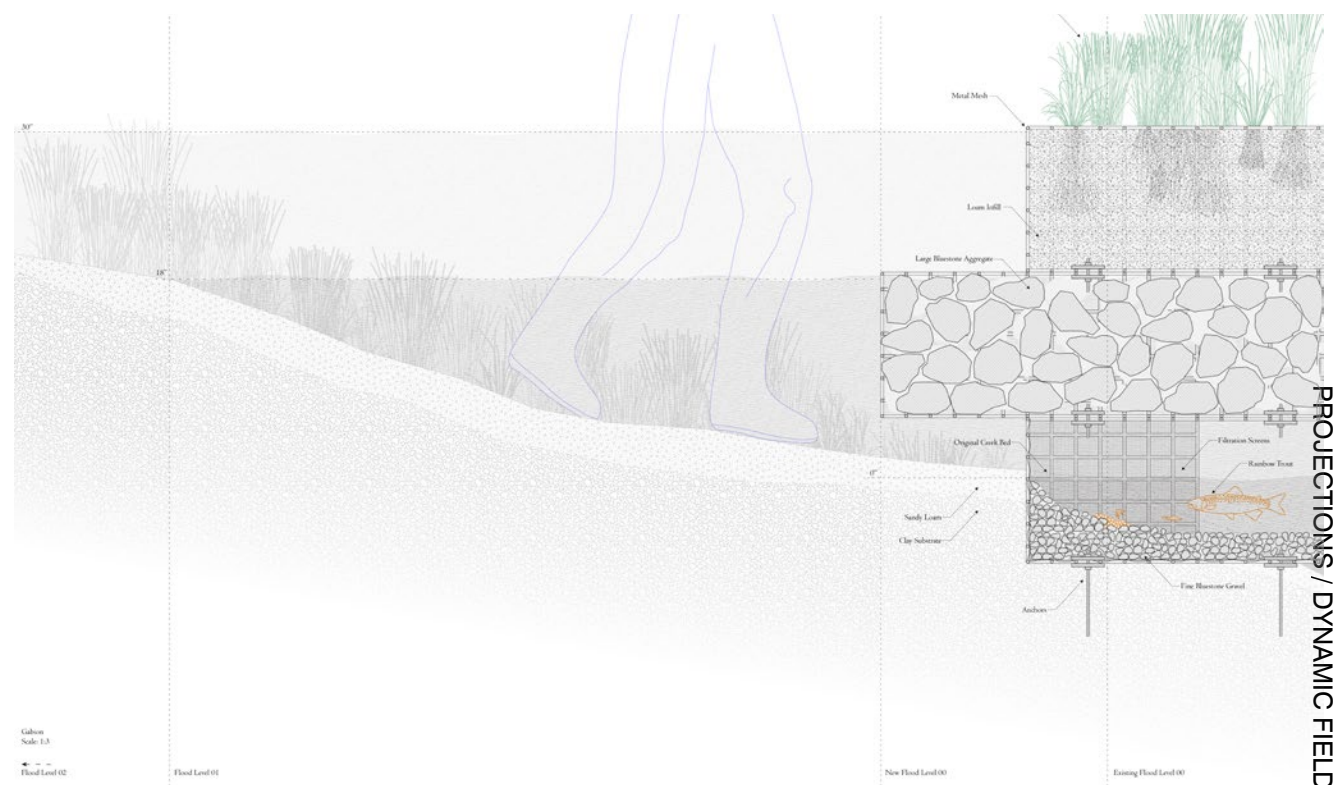 30"
Metal Mesh
Loam Infill
Large Bluestone Aggregate
18"
Original Creek Bed
Filtration Screens
Rainbow Trout
0"
Sandy Loam
Clay Substrate
Fine Bluestone Gravel
Anchors
Gabion
Scale: 1:3
Flood Level 02
Flood Level 01
New Flood Level 00
Existing Flood Level 00
PROJECTIONS / DYNAMIC FIELD